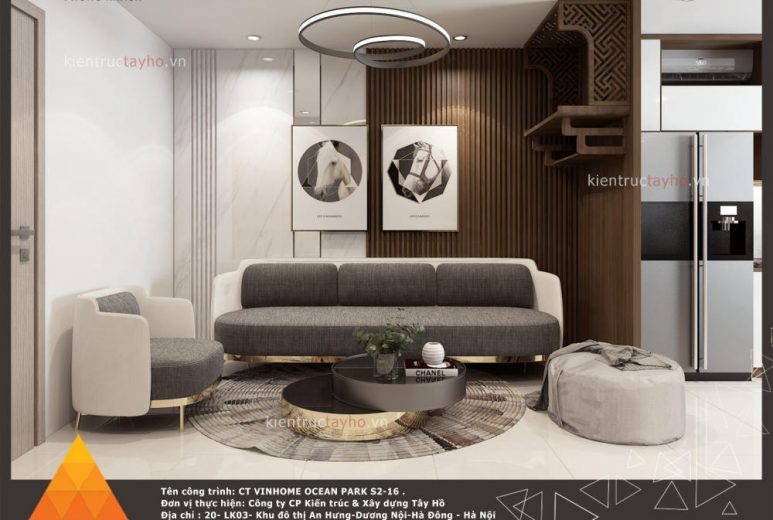 kientructayho.vn
kientructayho.vn
CHANEL
CHANEL
kientructayho.vn
Tên công trình: CT VINHOME OCEAN PARK S2-16 .
Đơn vị thực hiện: Công ty CP Kiến trúc & Xây dựng Tây Hồ
Địa chỉ : 20- LK03- Khu đô thị An Hưng-Dương Nội-Hà Đông - Hà Nội